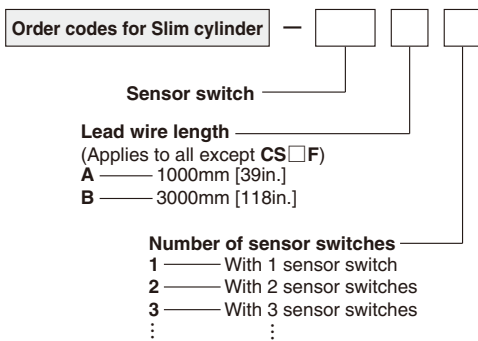 Order codes for Slim cylinder —
Sensor switch
Lead wire length
(Applies to all except CS□F)
A — 1000mm [39in.]
B — 3000mm [118in.]
Number of sensor switches
1 — With 1 sensor switch
2 — With 2 sensor switches
3 — With 3 sensor switches
⋮ ⋮